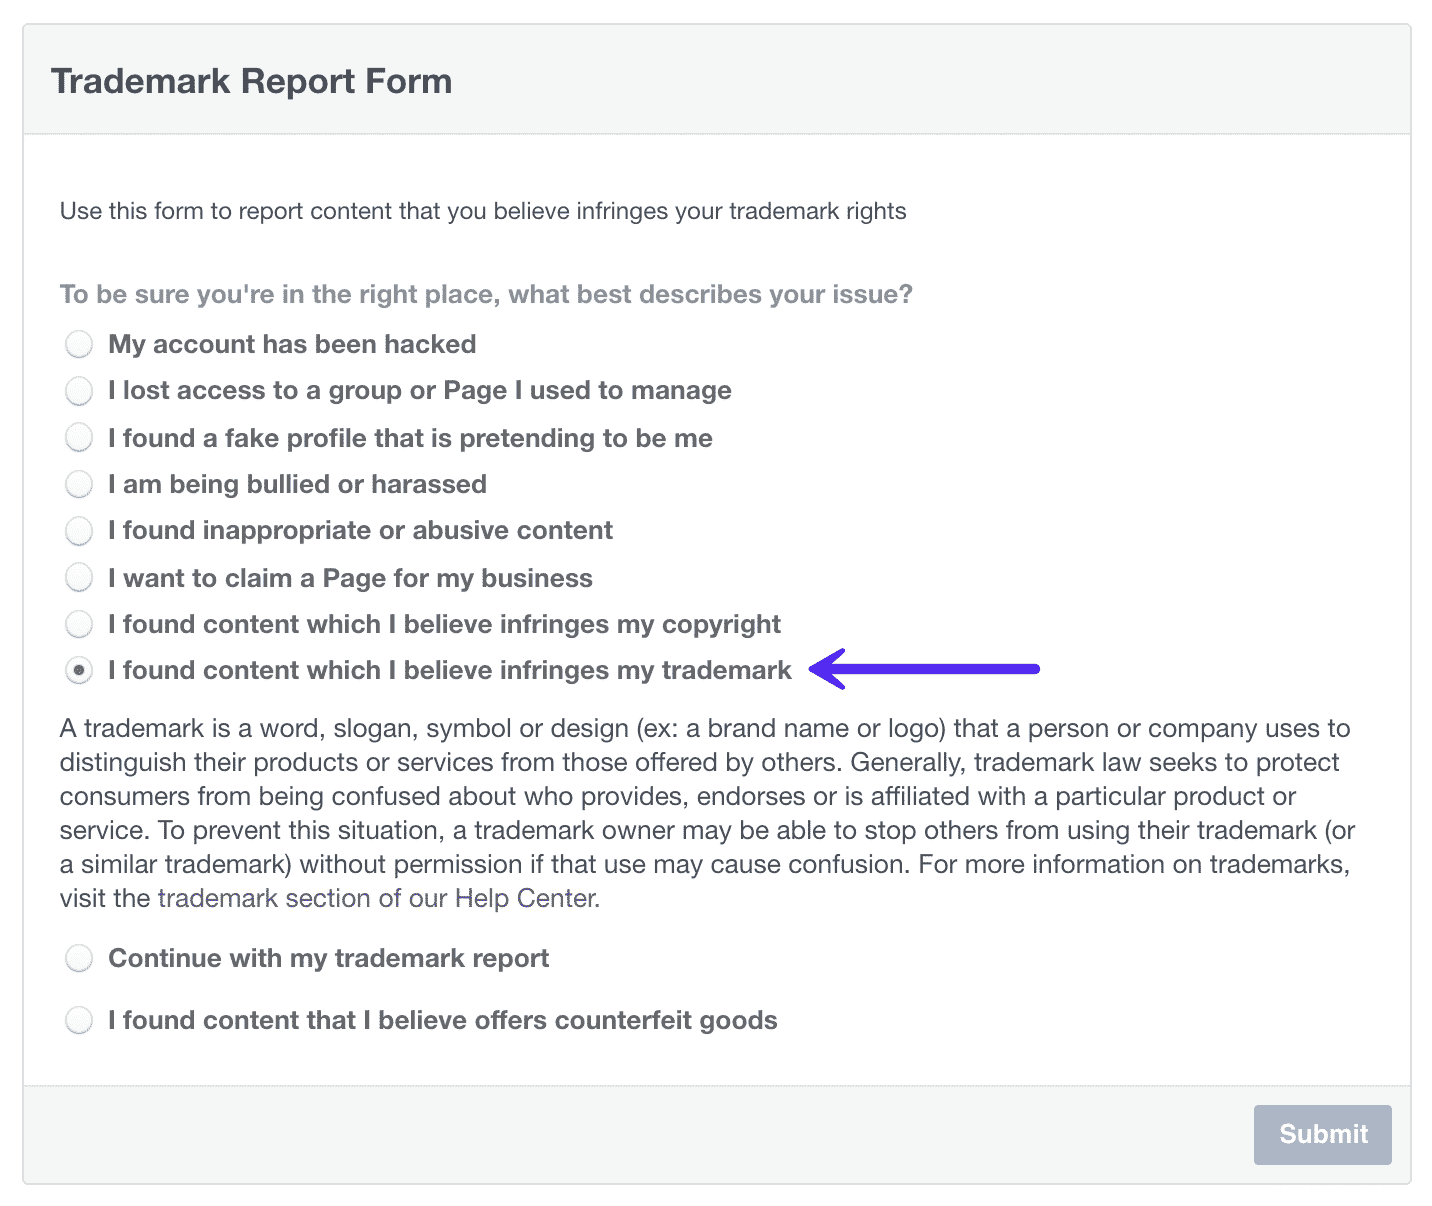 Trademark Report Form
Use this form to report content that you believe infringes your trademark rights
To be sure you're in the right place, what best describes your issue?
My account has been hacked
I lost access to a group or Page I used to manage
I found a fake profile that is pretending to be me
I am being bullied or harassed
I found inappropriate or abusive content
I want to claim a Page for my business
I found content which I believe infringes my copyright
I found content which I believe infringes my trademark
A trademark is a word, slogan, symbol or design (ex: a brand name or logo) that a person or company uses to
distinguish their products or services from those offered by others. Generally, trademark law seeks to protect
consumers from being confused about who provides, endorses or is affiliated with a particular product or
service. To prevent this situation, a trademark owner may be able to stop others from using their trademark (or
a similar trademark) without permission if that use may cause confusion. For more information on trademarks,
visit the trademark section of our Help Center.
Continue with my trademark report
I found content that I believe offers counterfeit goods
Submit